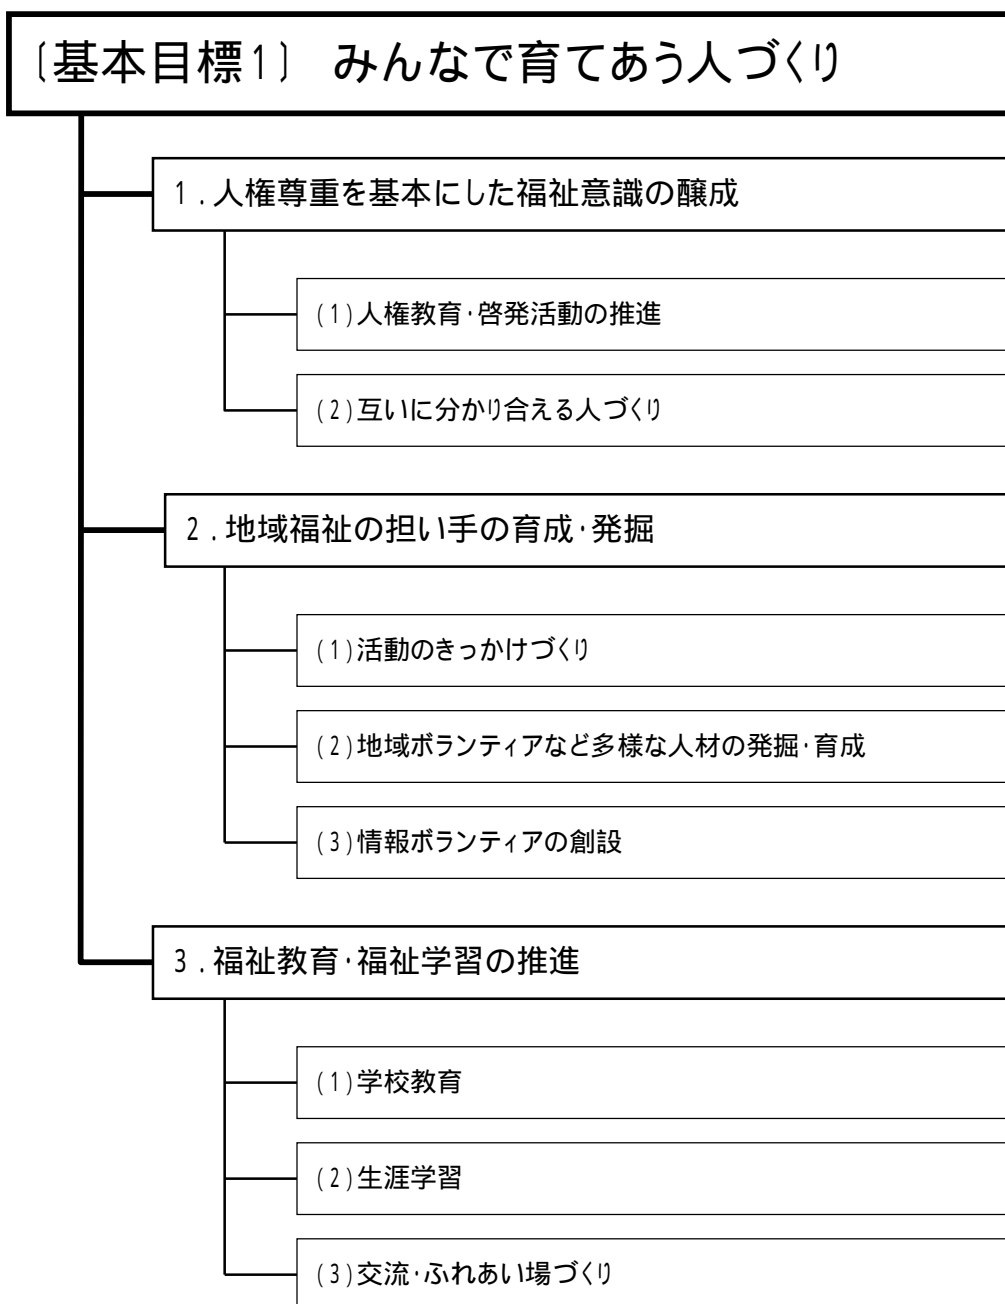 〔基本目標1〕 みんなで育てあう人づくり
1.人権尊重を基本にした福祉意識の醸成
(1)人権教育・啓発活動の推進
(2)互いに分かり合える人づくり
2.地域福祉の担い手の育成・発掘
(1)活動のきっかけづくり
(2)地域ボランティアなど多様な人材の発掘・育成
(3)情報ボランティアの創設
3.福祉教育・福祉学習の推進
(1)学校教育
(2)生涯学習
(3)交流・ふれあい場づくり